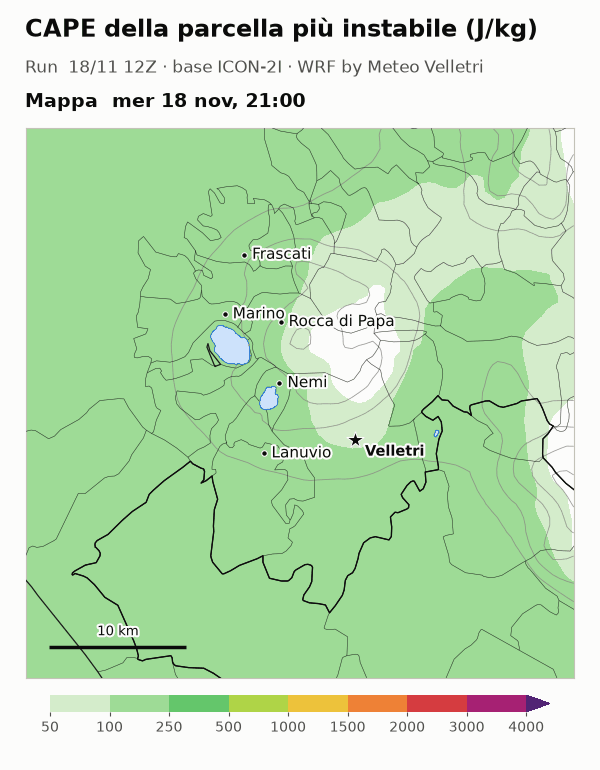 CAPE della parcella più instabile (J/kg)
Run  18/11 12Z · base ICON-2I · WRF by Meteo Velletri
Mappa  mer 18 nov, 21:00
Frascati
Marino
Rocca di Papa
Nemi
Velletri
Lanuvio
10 km
50 100 250 500 1000 1500 2000 3000 4000